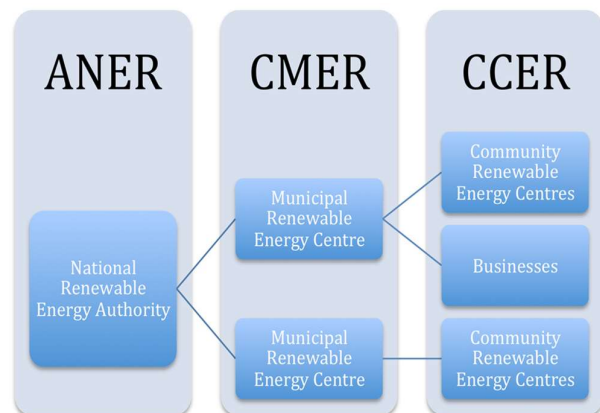 ANER
CMER
CCER
National
Renewable
Energy Authority
Municipal
Renewable
Energy Centre
Municipal
Renewable
Energy Centre
Community
Renewable
Energy Centres
Businesses
Community
Renewable
Energy Centres